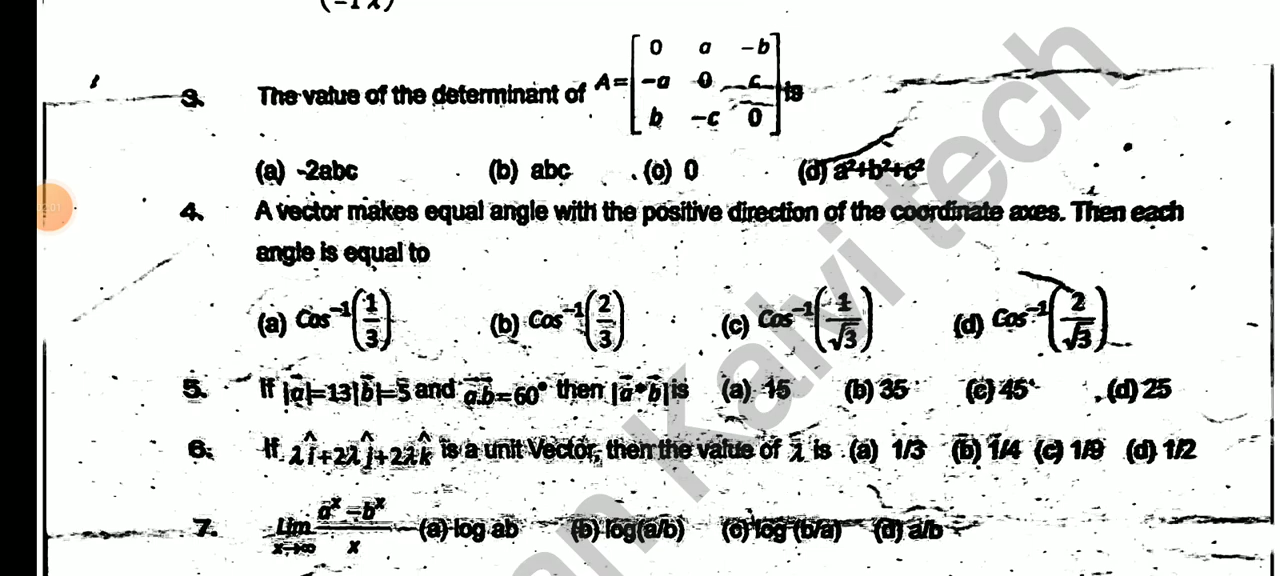 (-1 λ)
3. The value of the determinant of A=[0 a -b
-a 0 c
b -c 0] is
(a) -2abc (b) abc (c) 0 (d) a²+b²+c²
4. A vector makes equal angle with the positive direction of the coordinate axes. Then each
angle is equal to
(a) Cos⁻¹(1/3) (b) Cos⁻¹(2/3) (c) Cos⁻¹(1/√3) (d) Cos⁻¹(2/√3)
5. If |a⃗|=13|b⃗|=5 and a⃗.b⃗=60° then |a⃗*b⃗| is (a) 15 (b) 35 (c) 45 (d) 25
6. If λî+2λĵ+2λk̂ is a unit Vector, then the value of λ is (a) 1/3 (b) 1/4 (c) 1/9 (d) 1/2
7. Lim x→∞ (aˣ-bˣ)/x (a) log ab (b) log(a/b) (c) log (b/a) (d) a/b
Kalvi tech